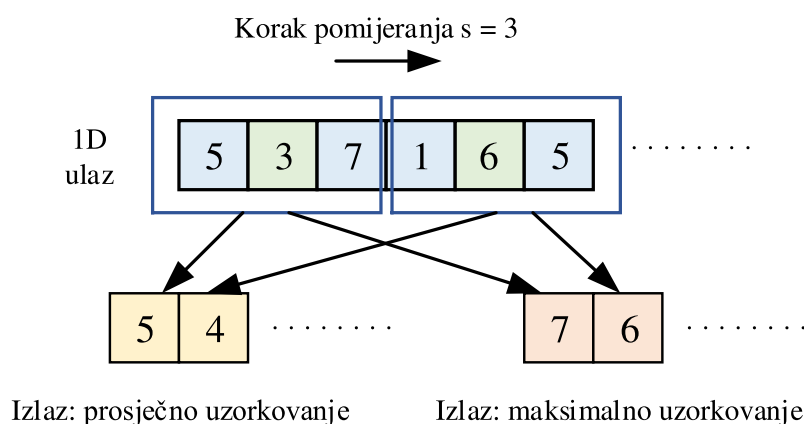 Korak pomijeranja s = 3
1D
ulaz
5 3 7 1 6 5 ........
5 4 ........
7 6 ........
Izlaz: prosječno uzorkovanje
Izlaz: maksimalno uzorkovanje